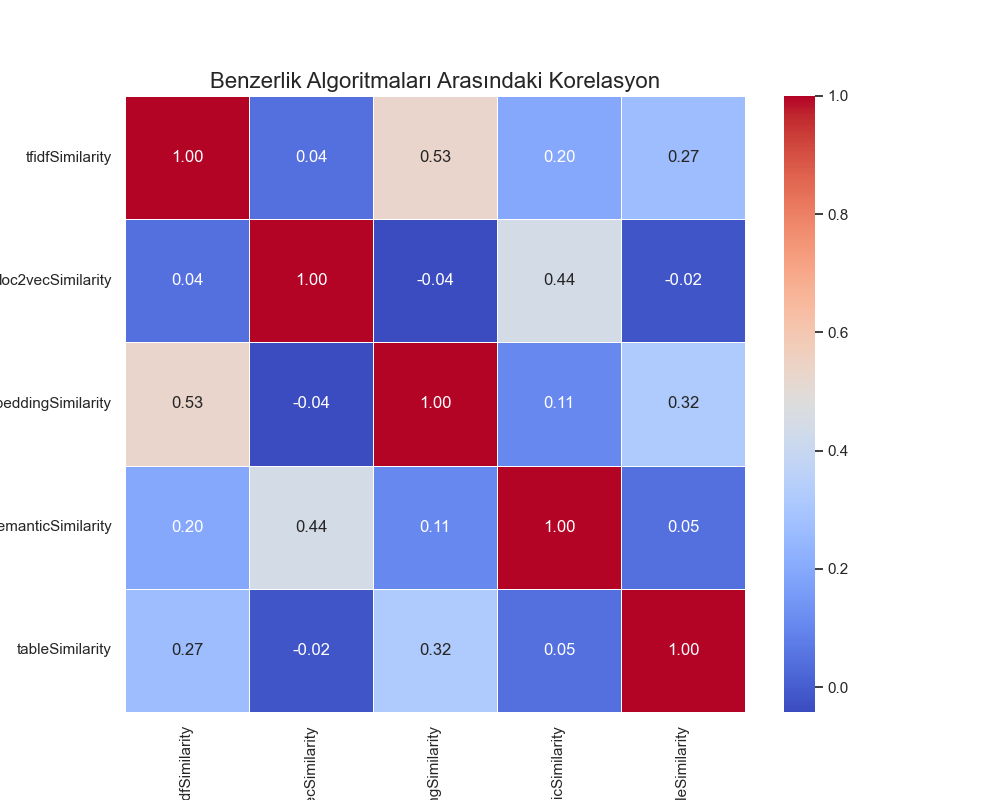 Benzerlik Algoritmaları Arasındaki Korelasyon
tfidfSimilarity 1.00 0.04 0.53 0.20 0.27
doc2vecSimilarity 0.04 1.00 -0.04 0.44 -0.02
beddingSimilarity 0.53 -0.04 1.00 0.11 0.32
emanticSimilarity 0.20 0.44 0.11 1.00 0.05
tableSimilarity 0.27 -0.02 0.32 0.05 1.00
dfSimilarity
ecSimilarity
ngSimilarity
icSimilarity
leSimilarity
1.0
0.8
0.6
0.4
0.2
0.0